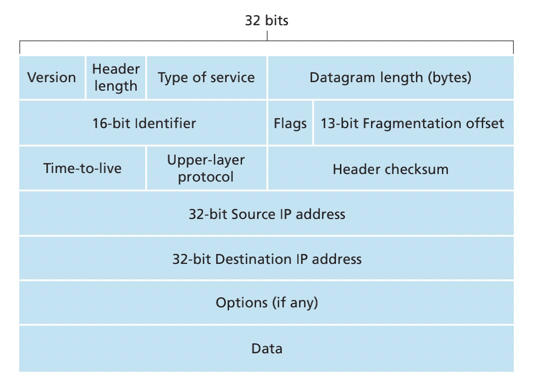 32 bits
Version
Header
length
Type of service
Datagram length (bytes)
16-bit Identifier
Flags
13-bit Fragmentation offset
Time-to-live
Upper-layer
protocol
Header checksum
32-bit Source IP address
32-bit Destination IP address
Options (if any)
Data